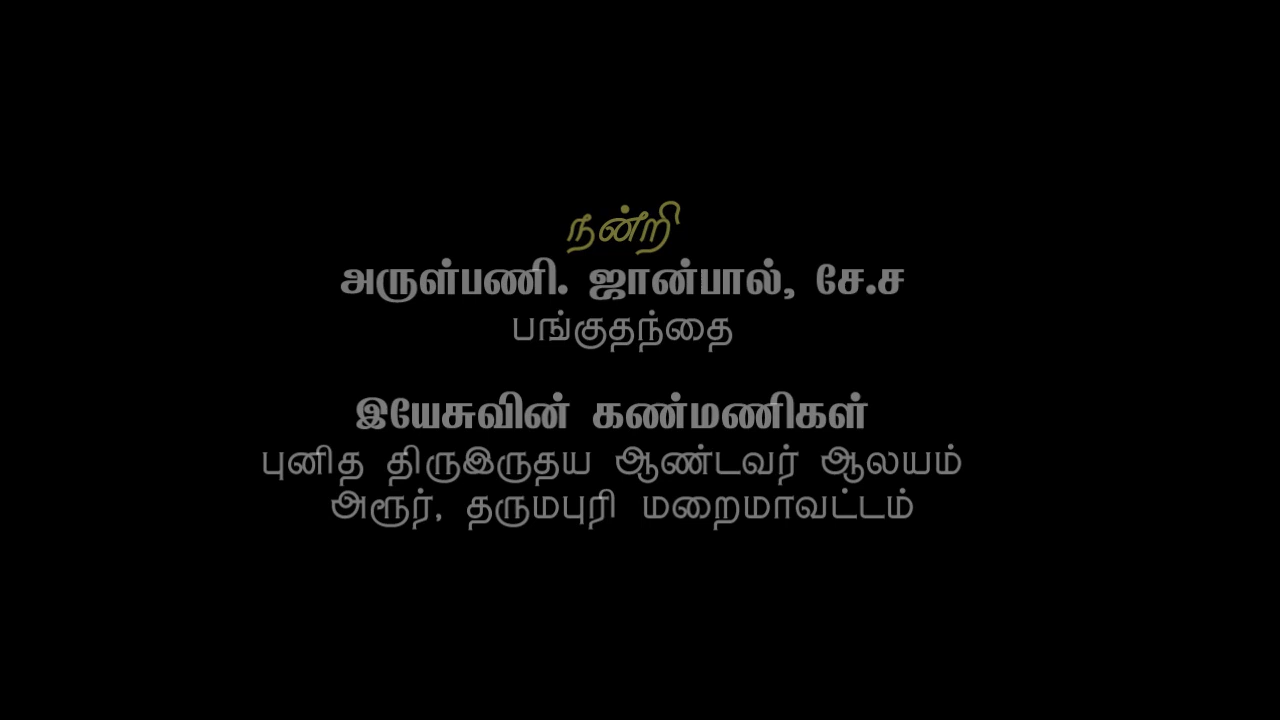 நன்றி
அருள்பணி. ஜான்பால், சே.ச
பங்குதந்தை
இயேசுவின் கண்மணிகள்
புனித திருஇருதய ஆண்டவர் ஆலயம்
அரூர், தருமபுரி மறைமாவட்டம்